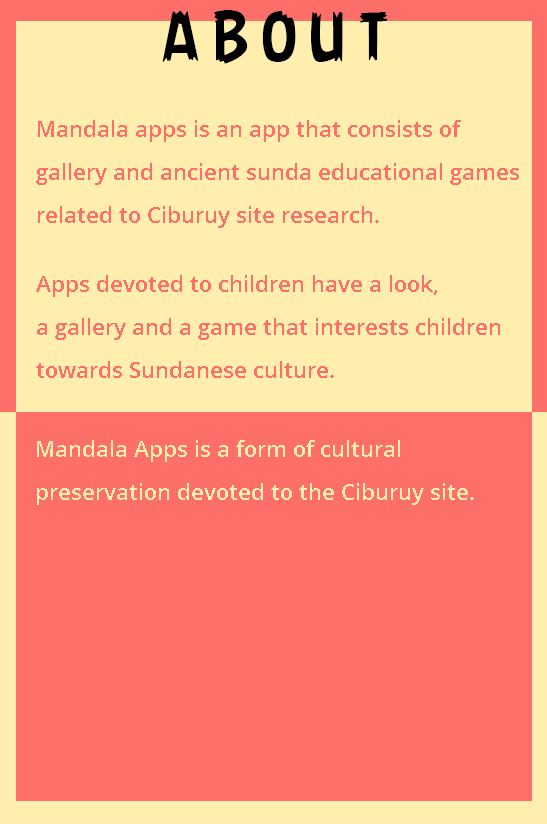 ABOUT
Mandala apps is an app that consists of
gallery and ancient sunda educational games
related to Ciburuy site research.
Apps devoted to children have a look,
a gallery and a game that interests children
towards Sundanese culture.
Mandala Apps is a form of cultural
preservation devoted to the Ciburuy site.